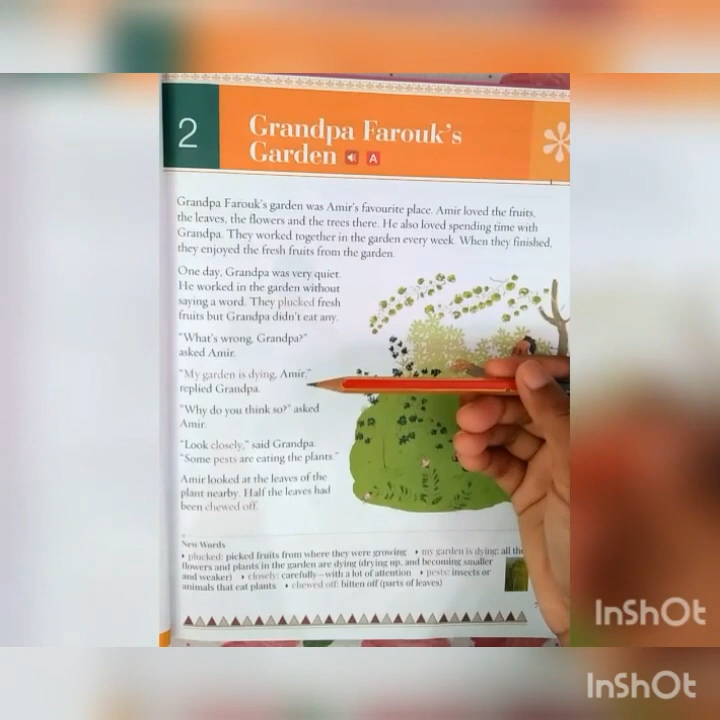 2
Grandpa Farouk's
Garden
A
Grandpa Farouk's garden was Amir's favourite place. Amir loved the fruits,
the leaves, the flowers and the trees there. He also loved spending time with
Grandpa. They worked together in the garden every week. When they finished,
they enjoyed the fresh fruits from the garden.
One day, Grandpa was very quiet.
He worked in the garden without
saying a word. They plucked fresh
fruits but Grandpa didn't eat any.
"What's wrong, Grandpa?"
asked Amir.
"My garden is dying, Amir,"
replied Grandpa.
"Why do you think so?" asked
Amir.
"Look closely," said Grandpa.
"Some pests are eating the plants."
Amir looked at the leaves of the
plant nearby. Half the leaves had
been chewed off.
New Words
• plucked: picked fruits from where they were growing • my garden is dying: all the
flowers and plants in the garden are dying (drying up, and becoming smaller
and weaker) • closely: carefully—with a lot of attention • pests: insects or
animals that eat plants • chewed off: bitten off (parts of leaves)
InShOt
InShOt